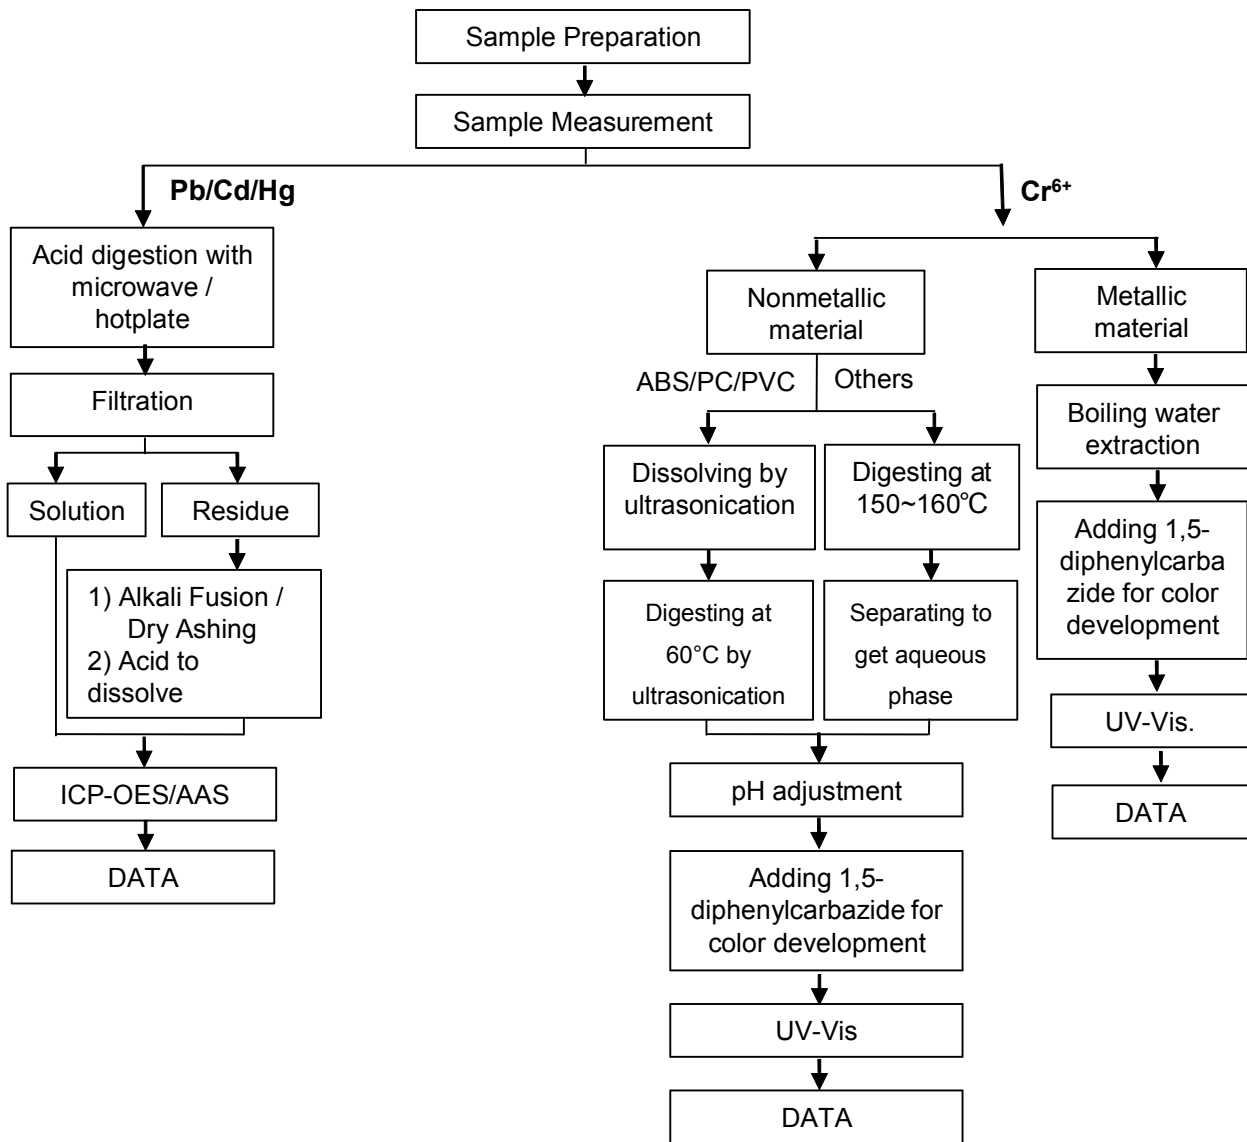 Sample Preparation
Sample Measurement
Pb/Cd/Hg
Cr⁶⁺
Acid digestion with
microwave /
hotplate
Filtration
Solution
Residue
1) Alkali Fusion /
Dry Ashing
2) Acid to
dissolve
ICP-OES/AAS
DATA
Nonmetallic
material
ABS/PC/PVC
Others
Dissolving by
ultrasonication
Digesting at
150~160℃
Digesting at
60°C by
ultrasonication
Separating to
get aqueous
phase
pH adjustment
Adding 1,5-
diphenylcarbazide for
color development
UV-Vis
DATA
Metallic
material
Boiling water
extraction
Adding 1,5-
diphenylcarba
zide for color
development
UV-Vis.
DATA